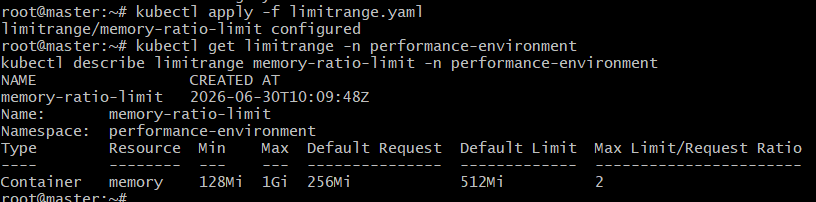 root@master:~# kubectl apply -f limitrange.yaml
limitrange/memory-ratio-limit configured
root@master:~# kubectl get limitrange -n performance-environment
kubectl describe limitrange memory-ratio-limit -n performance-environment
NAME                 CREATED AT
memory-ratio-limit   2026-06-30T10:09:48Z
Name:       memory-ratio-limit
Namespace:  performance-environment
Type        Resource  Min    Max  Default Request  Default Limit  Max Limit/Request Ratio
----        --------  ---    ---  ---------------  -------------  -----------------------
Container   memory    128Mi  1Gi  256Mi            512Mi          2
root@master:~#